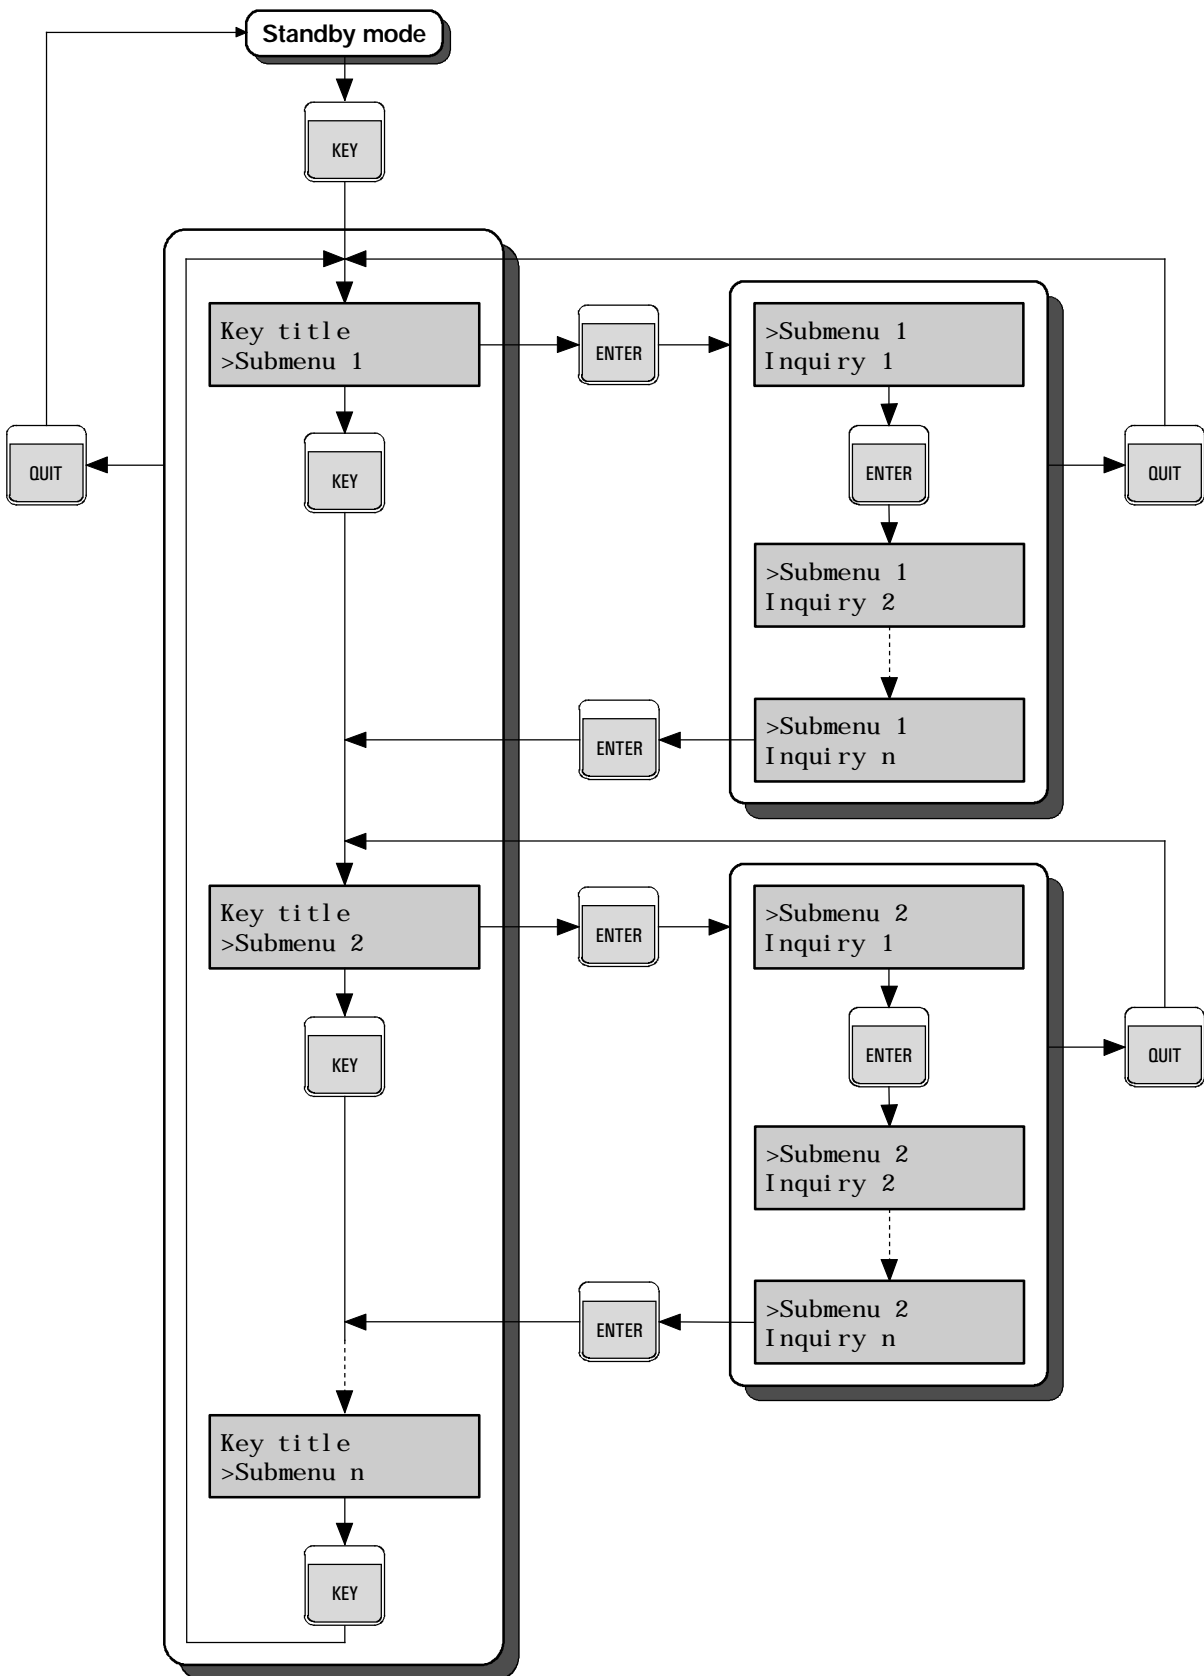 Standby mode
KEY
Key title
>Submenu 1
ENTER
>Submenu 1
Inquiry 1
QUIT
KEY
ENTER
QUIT
>Submenu 1
Inquiry 2
ENTER
>Submenu 1
Inquiry n
Key title
>Submenu 2
ENTER
>Submenu 2
Inquiry 1
KEY
ENTER
QUIT
>Submenu 2
Inquiry 2
ENTER
>Submenu 2
Inquiry n
Key title
>Submenu n
KEY